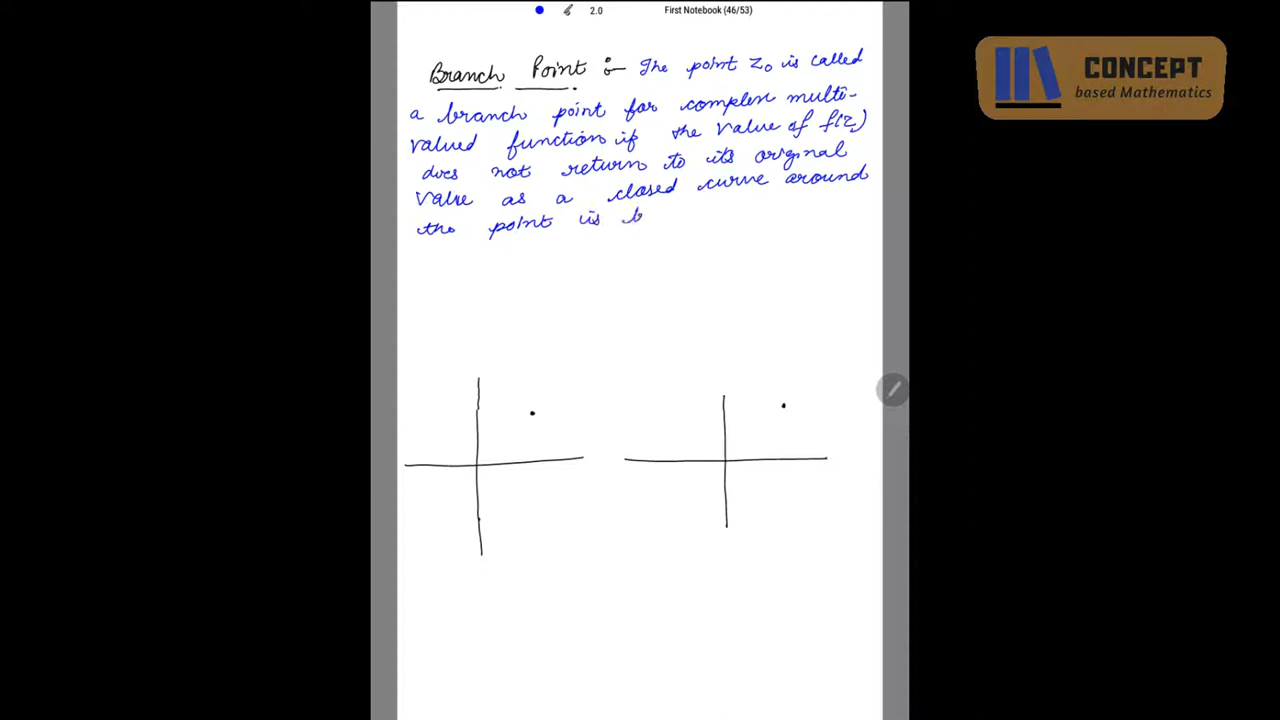 2.0 First Notebook (46/53)
Branch Point :- The point z₀ is called
a branch point for complex multi-
valued function if the value of f(z)
does not return to its original
value as a closed curve around
the point is
CONCEPT
based Mathematics